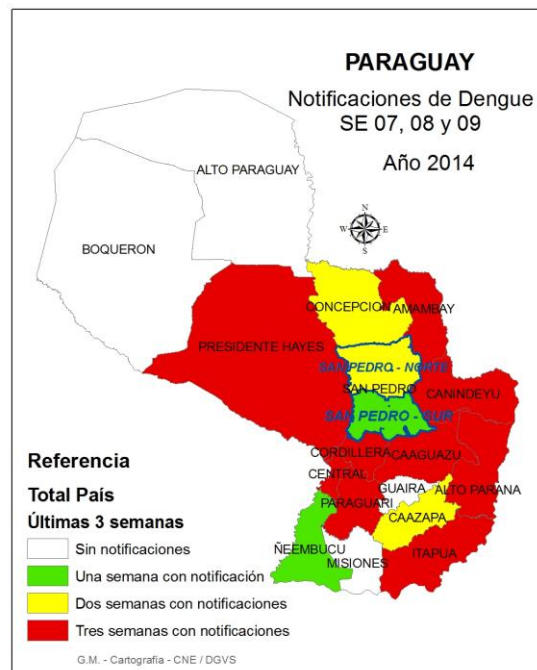 PARAGUAY
Notificaciones de Dengue
SE 07, 08 y 09
Año 2014
ALTO PARAGUAY
BOQUERON
N
W E
S
CONCEPCION
AMAMBAY
PRESIDENTE HAYES
SAN PEDRO - NORTE
SAN PEDRO
CANINDEYU
SAN PEDRO - SUR
CORDILLERA
CAAGUAZU
CENTRAL
GUAIRA
ALTO PARANA
PARAGUARI
CAAZAPA
ÑEEMBUCU
MISIONES
ITAPUA
Referencia
Total País
Últimas 3 semanas
Sin notificaciones
Una semana con notificación
Dos semanas con notificaciones
Tres semanas con notificaciones
G.M. - Cartografía - CNE / DGVS